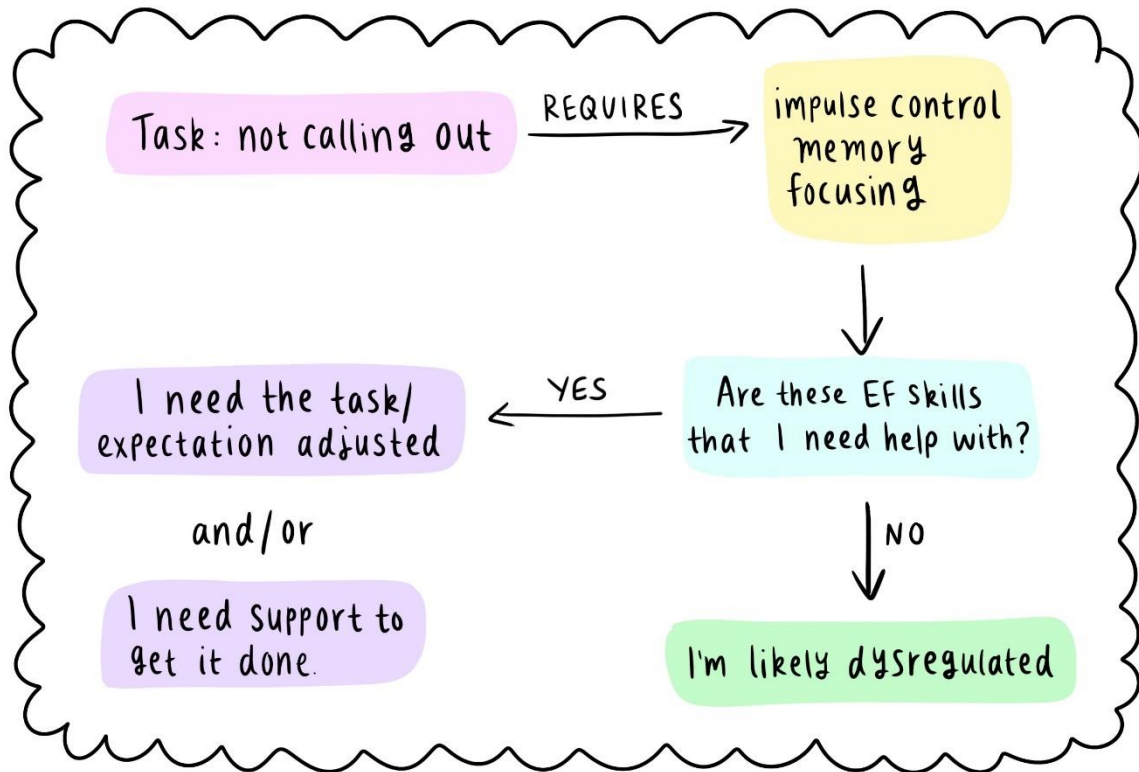 Task: not calling out
REQUIRES
impulse control
memory
focusing
Are these EF skills
that I need help with?
YES
I need the task/
expectation adjusted
and/or
I need support to
get it done.
NO
I'm likely dysregulated